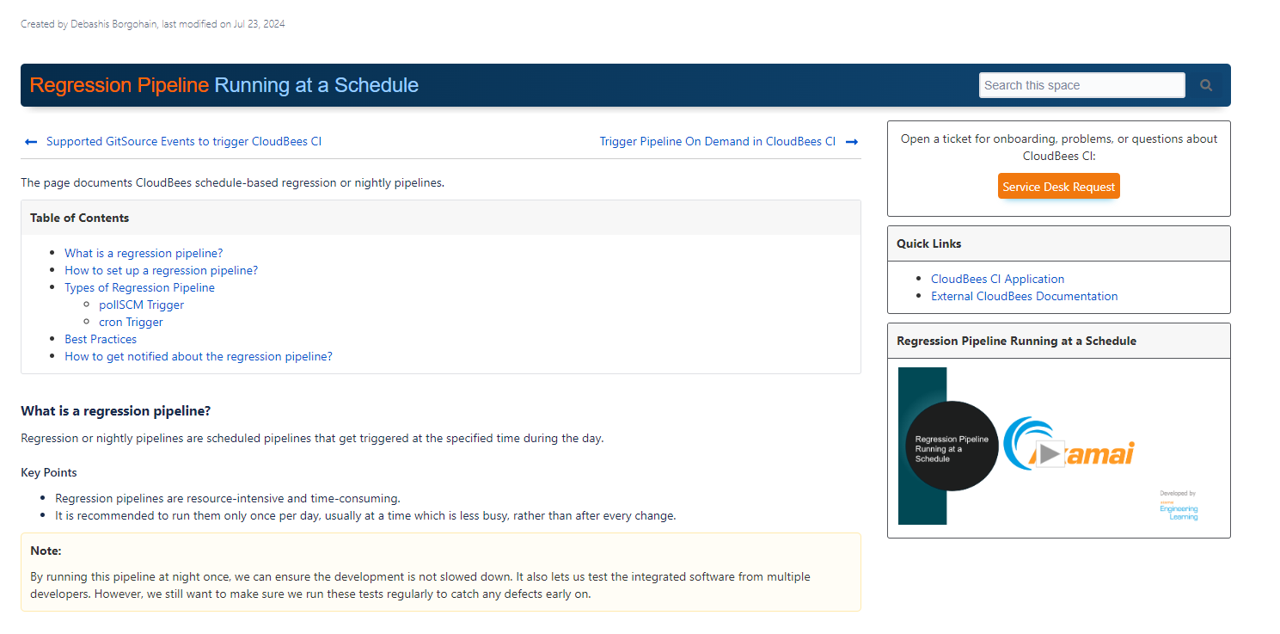 Created by Debashis Borgohain, last modified on Jul 23, 2024
Regression Pipeline Running at a Schedule
Search this space
Supported GitSource Events to trigger CloudBees CI
Trigger Pipeline On Demand in CloudBees CI
The page documents CloudBees schedule-based regression or nightly pipelines.
Table of Contents
What is a regression pipeline?
How to set up a regression pipeline?
Types of Regression Pipeline
pollSCM Trigger
cron Trigger
Best Practices
How to get notified about the regression pipeline?
What is a regression pipeline?
Regression or nightly pipelines are scheduled pipelines that get triggered at the specified time during the day.
Key Points
Regression pipelines are resource-intensive and time-consuming.
It is recommended to run them only once per day, usually at a time which is less busy, rather than after every change.
Note:
By running this pipeline at night once, we can ensure the development is not slowed down. It also lets us test the integrated software from multiple
developers. However, we still want to make sure we run these tests regularly to catch any defects early on.
Open a ticket for onboarding, problems, or questions about
CloudBees CI:
Service Desk Request
Quick Links
CloudBees CI Application
External CloudBees Documentation
Regression Pipeline Running at a Schedule
Regression Pipeline
Running at a
Schedule
Akamai
Developed by
Engineering
Learning